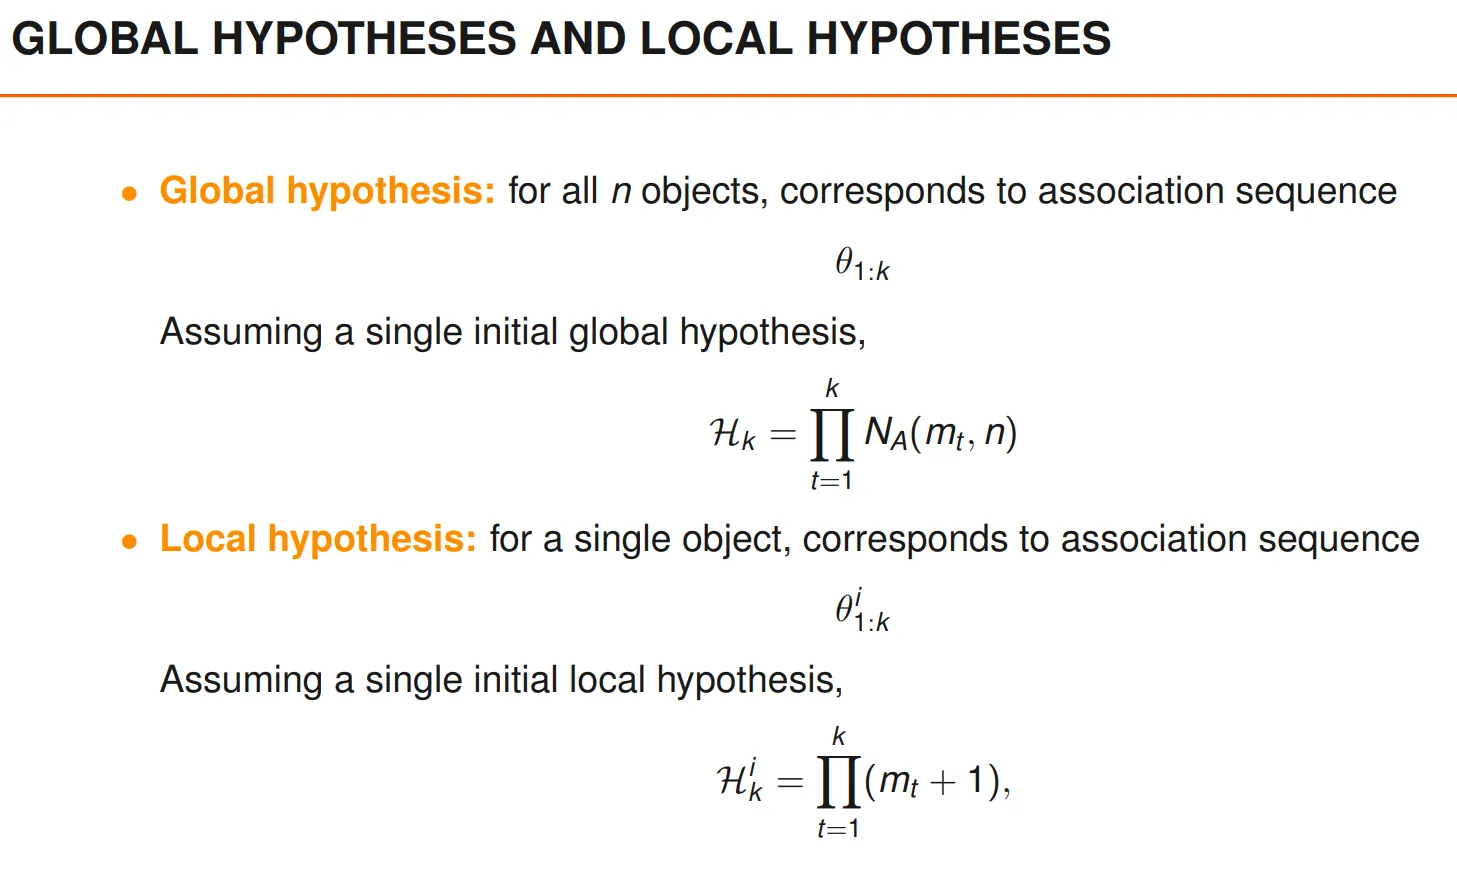 GLOBAL HYPOTHESES AND LOCAL HYPOTHESES
• Global hypothesis: for all n objects, corresponds to association sequence
θ_{1:k}
Assuming a single initial global hypothesis,
\mathcal{H}_k = \prod_{t=1}^{k} N_A(m_t, n)
• Local hypothesis: for a single object, corresponds to association sequence
θ^i_{1:k}
Assuming a single initial local hypothesis,
\mathcal{H}^i_k = \prod_{t=1}^{k} (m_t + 1),